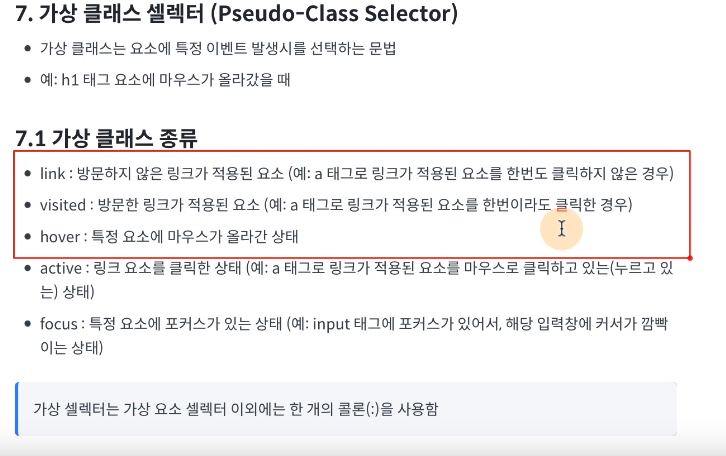 7. 가상 클래스 셀렉터 (Pseudo-Class Selector)
• 가상 클래스는 요소에 특정 이벤트 발생시를 선택하는 문법
• 예: h1 태그 요소에 마우스가 올라갔을 때
7.1 가상 클래스 종류
• link : 방문하지 않은 링크가 적용된 요소 (예: a 태그로 링크가 적용된 요소를 한번도 클릭하지 않은 경우)
• visited : 방문한 링크가 적용된 요소 (예: a 태그로 링크가 적용된 요소를 한번이라도 클릭한 경우)
• hover : 특정 요소에 마우스가 올라간 상태
• active : 링크 요소를 클릭한 상태 (예: a 태그로 링크가 적용된 요소를 마우스로 클릭하고 있는(누르고 있
는) 상태)
• focus : 특정 요소에 포커스가 있는 상태 (예: input 태그에 포커스가 있어서, 해당 입력창에 커서가 깜빡
이는 상태)
가상 셀렉터는 가상 요소 셀렉터 이외에는 한 개의 콜론(:)을 사용함